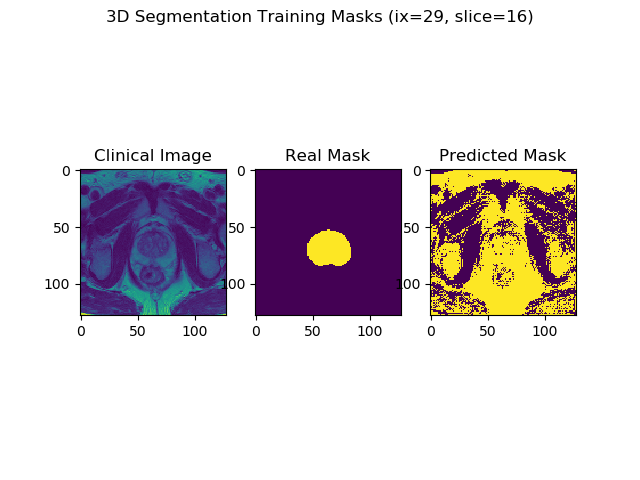 3D Segmentation Training Masks (ix=29, slice=16)
Clinical Image Real Mask Predicted Mask
0 0 0
50 50 50
100 100 100
0 50 100 0 50 100 0 50 100